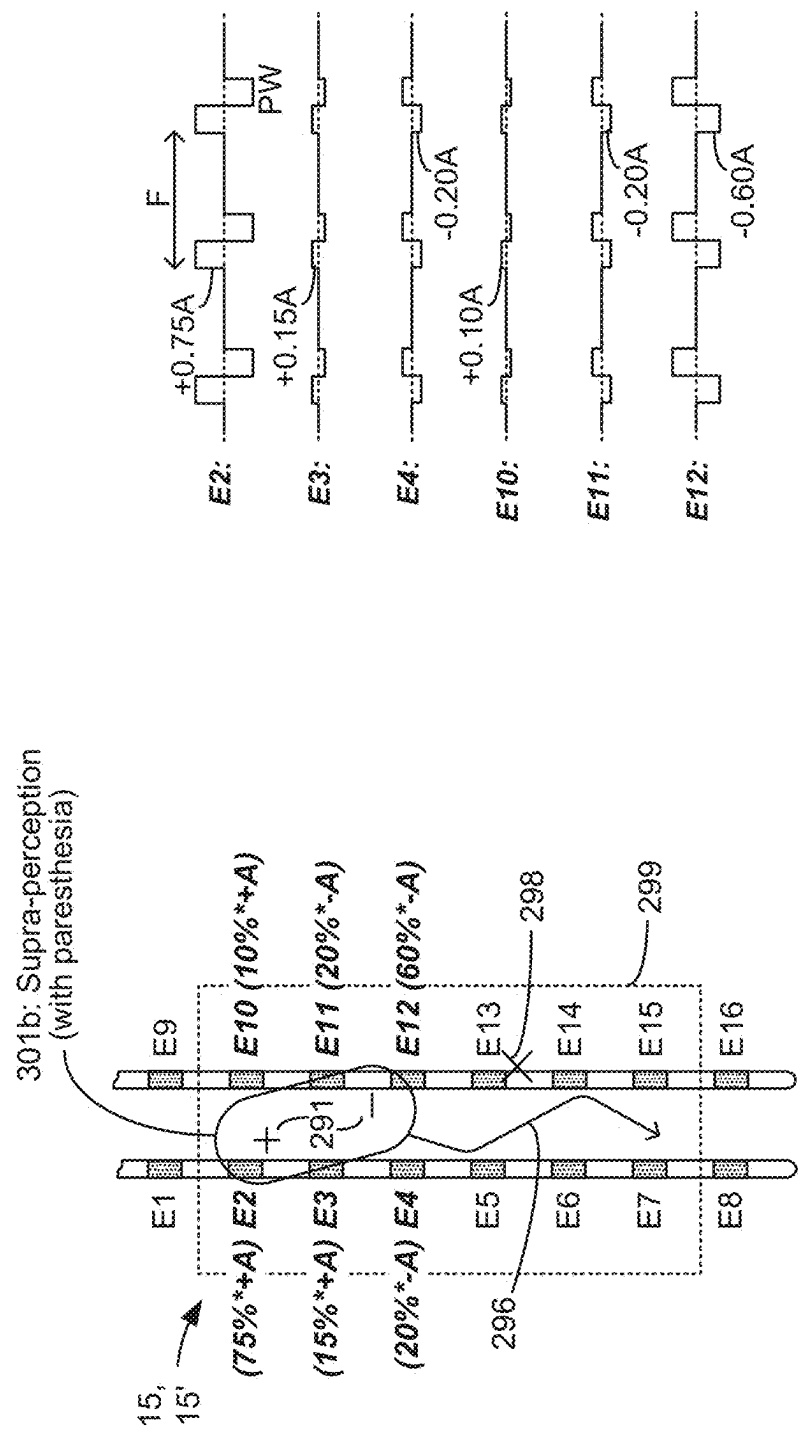 15,
15'
301b: Supra-perception
(with paresthesia)
E1
E9
(75%*+A) E2
E10 (10%*+A)
(15%*+A) E3
E11 (20%*-A)
(20%*-A) E4
E12 (60%*-A)
+
291
−
E5
E13
298
E6
E14
296
E7
E15
299
E8
E16
E2:
+0.75A
F
PW
E3:
+0.15A
E4:
-0.20A
E10:
+0.10A
E11:
-0.20A
E12:
-0.60A